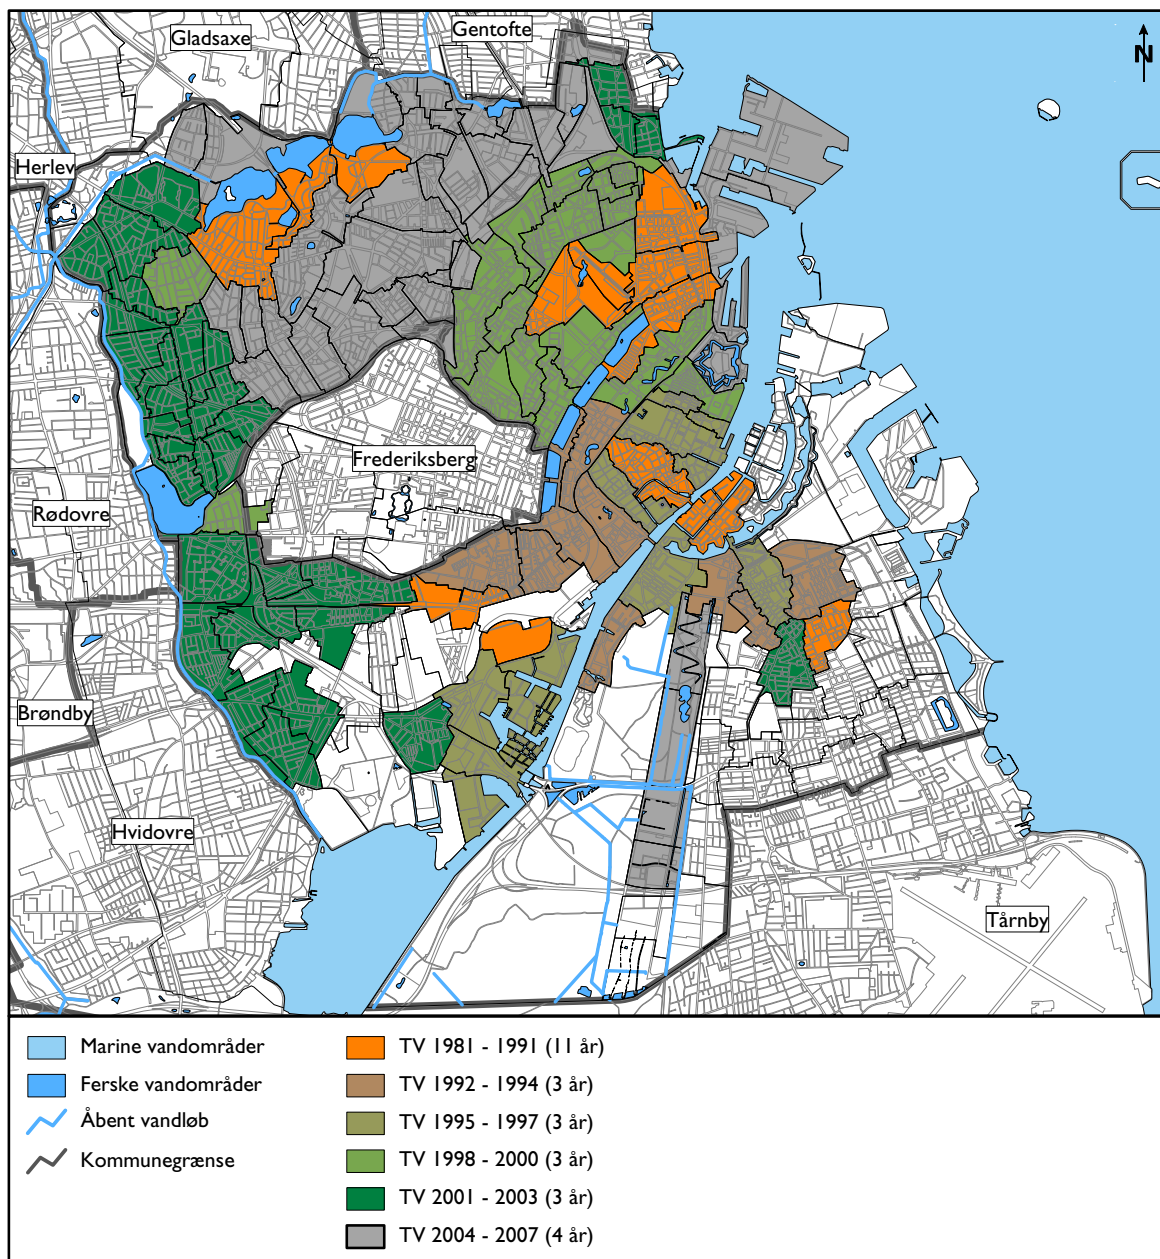 Gentofte
Gladsaxe
N
Herlev
Frederiksberg
Rødovre
Brøndby
Hvidovre
Tårnby
Marine vandområder
Ferske vandområder
Åbent vandløb
Kommunegrænse
TV 1981 - 1991 (11 år)
TV 1992 - 1994 (3 år)
TV 1995 - 1997 (3 år)
TV 1998 - 2000 (3 år)
TV 2001 - 2003 (3 år)
TV 2004 - 2007 (4 år)